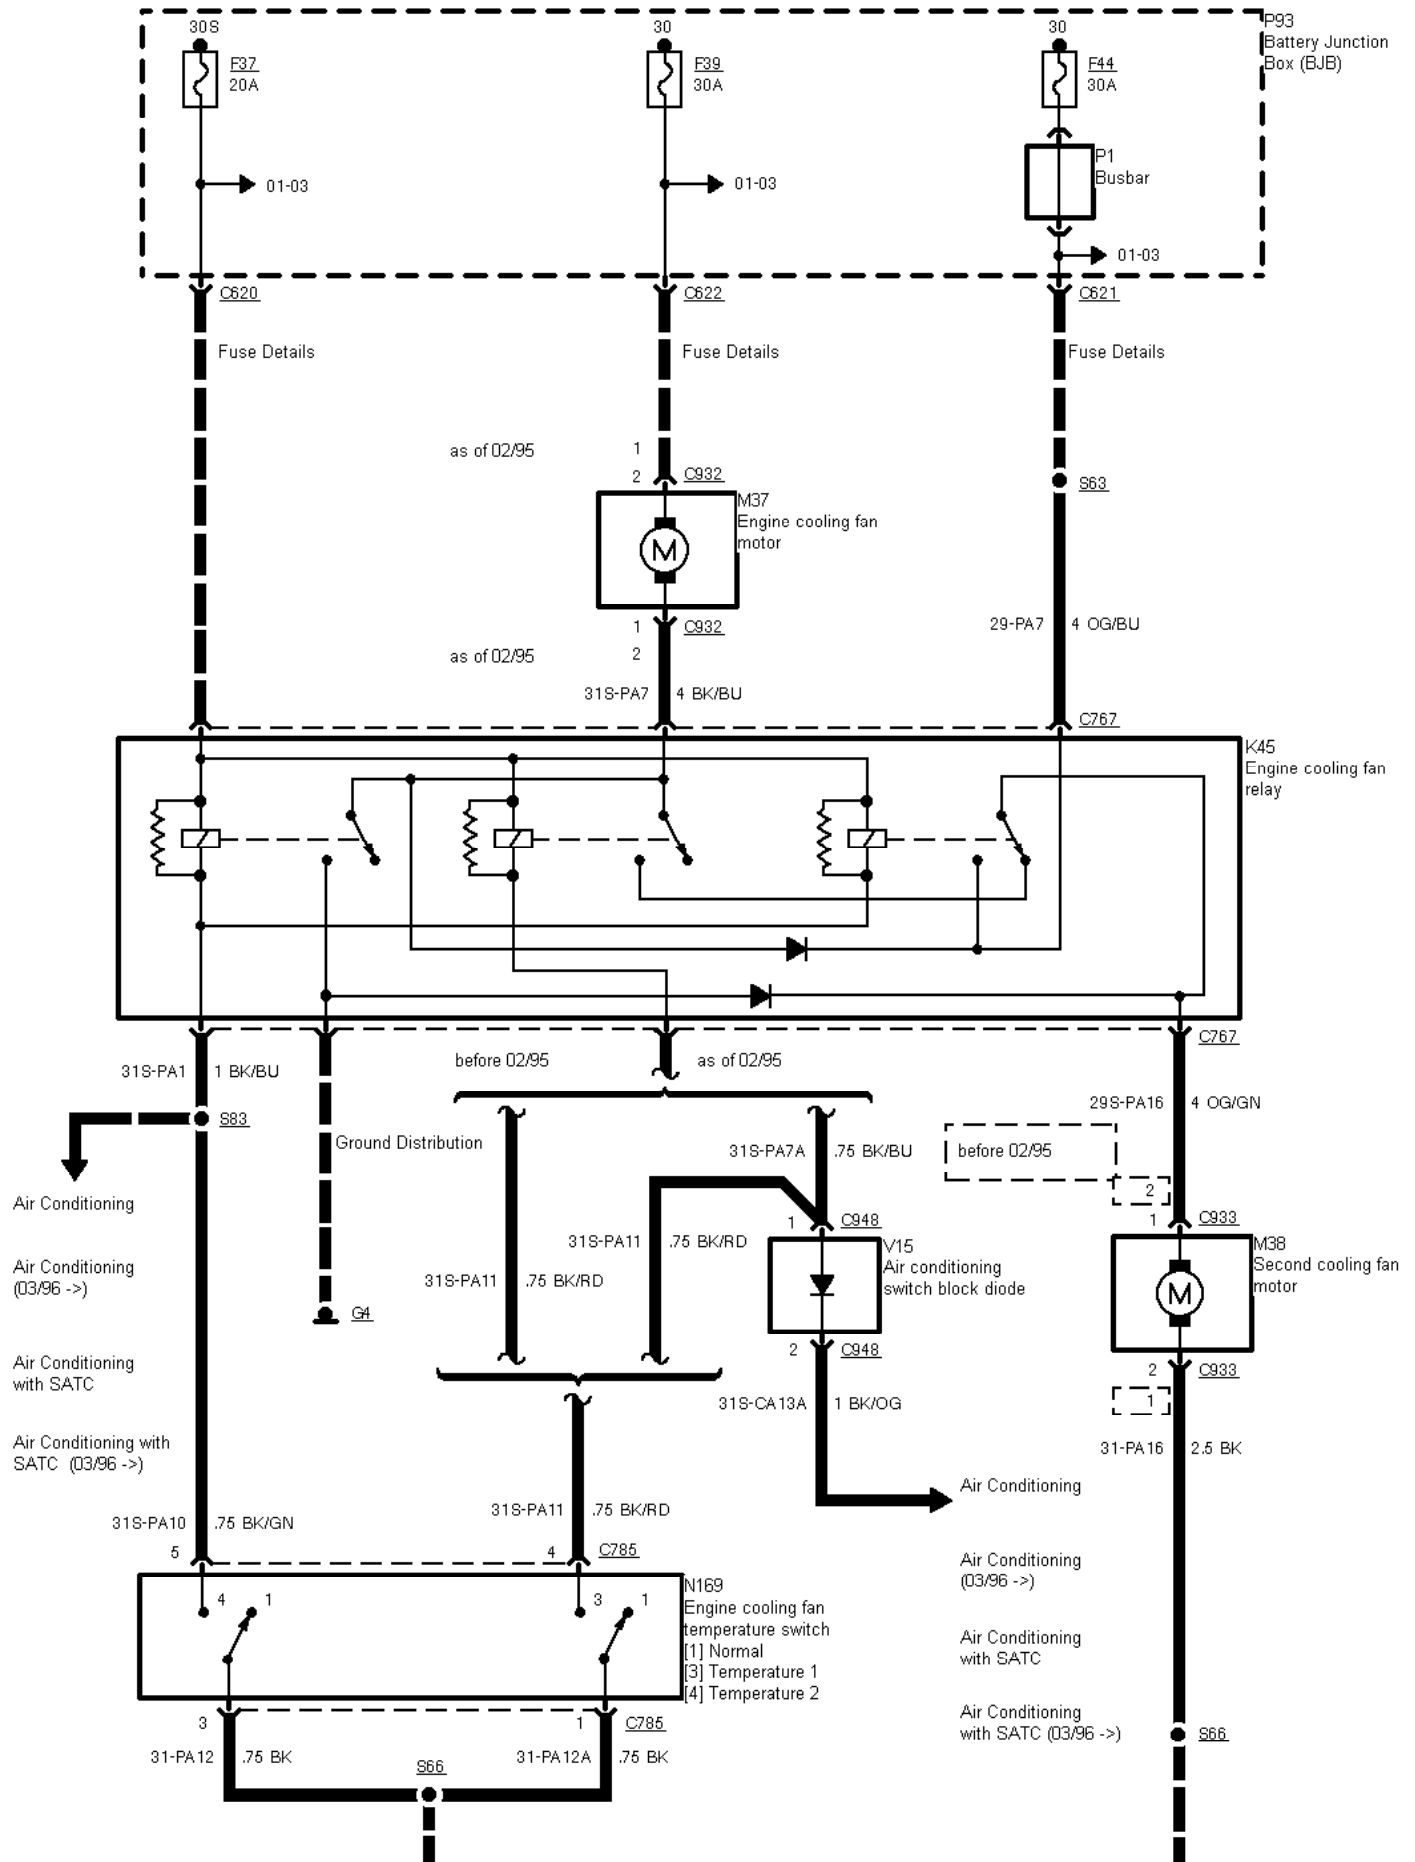 30S
30
30
P93
Battery Junction
Box (BJB)
F37
20A
F39
30A
F44
30A
P1
Busbar
01-03
01-03
01-03
C620
C622
C621
Fuse Details
Fuse Details
Fuse Details
as of 02/95
1
2
C932
S63
M37
Engine cooling fan
motor
M
1
C932
29-PA7
4 OG/BU
as of 02/95
2
31S-PA7
4 BK/BU
C767
K45
Engine cooling fan
relay
C767
before 02/95
as of 02/95
31S-PA1
1 BK/BU
29S-PA16
4 OG/GN
S83
Ground Distribution
31S-PA7A
.75 BK/BU
before 02/95
2
Air Conditioning
1
C948
1
C933
31S-PA11
.75 BK/RD
V15
Air conditioning
switch block diode
M38
Second cooling fan
motor
M
Air Conditioning
(03/96 ->)
31S-PA11
.75 BK/RD
G4
2
C948
2
C933
1
Air Conditioning
with SATC
31S-CA13A
1 BK/OG
Air Conditioning with
SATC (03/96 ->)
31-PA16
2.5 BK
Air Conditioning
31S-PA10
.75 BK/GN
31S-PA11
.75 BK/RD
5
4
C785
Air Conditioning
(03/96 ->)
4
1
3
1
N169
Engine cooling fan
temperature switch
[1] Normal
[3] Temperature 1
[4] Temperature 2
Air Conditioning
with SATC
Air Conditioning
with SATC (03/96 ->)
S66
3
1
C785
31-PA12
.75 BK
31-PA12A
.75 BK
S66